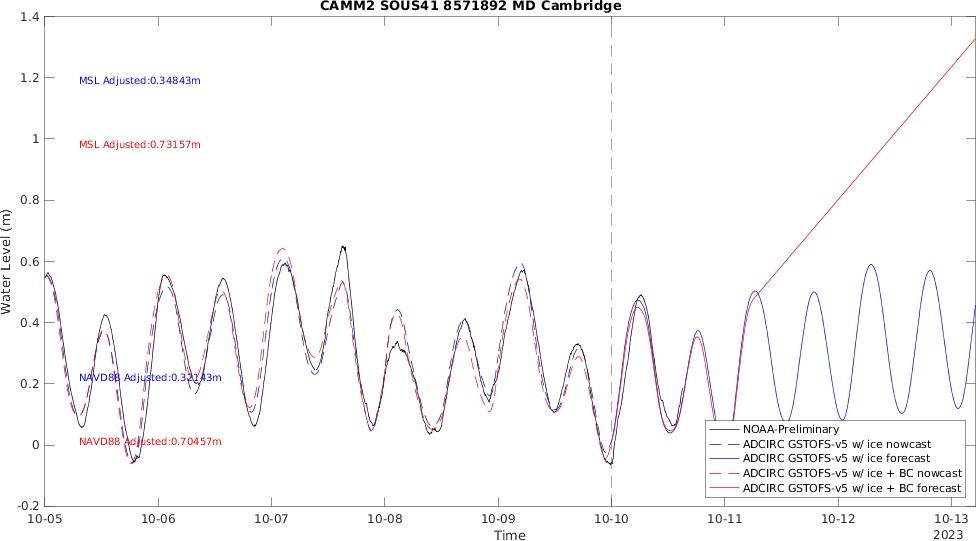 CAMM2 SOUS41 8571892 MD Cambridge
1.4
1.2
1
0.8
0.6
0.4
0.2
0
-0.2
Water Level (m)
MSL Adjusted:0.34843m
MSL Adjusted:0.73157m
NAVD88 Adjusted:0.32143m
NAVD88 Adjusted:0.70457m
NOAA-Preliminary
ADCIRC GSTOFS-v5 w/ ice nowcast
ADCIRC GSTOFS-v5 w/ ice forecast
ADCIRC GSTOFS-v5 w/ ice + BC nowcast
ADCIRC GSTOFS-v5 w/ ice + BC forecast
10-05 10-06 10-07 10-08 10-09 10-10 10-11 10-12 10-13
2023
Time